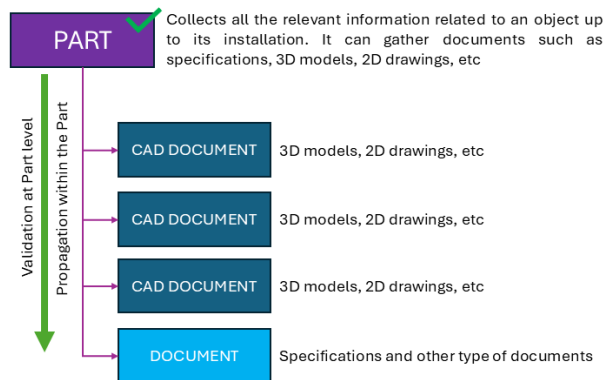 PART
Collects all the relevant information related to an object up
to its installation. It can gather documents such as
specifications, 3D models, 2D drawings, etc
Validation at Part level
Propagation within the Part
CAD DOCUMENT
3D models, 2D drawings, etc
CAD DOCUMENT
3D models, 2D drawings, etc
CAD DOCUMENT
3D models, 2D drawings, etc
DOCUMENT
Specifications and other type of documents